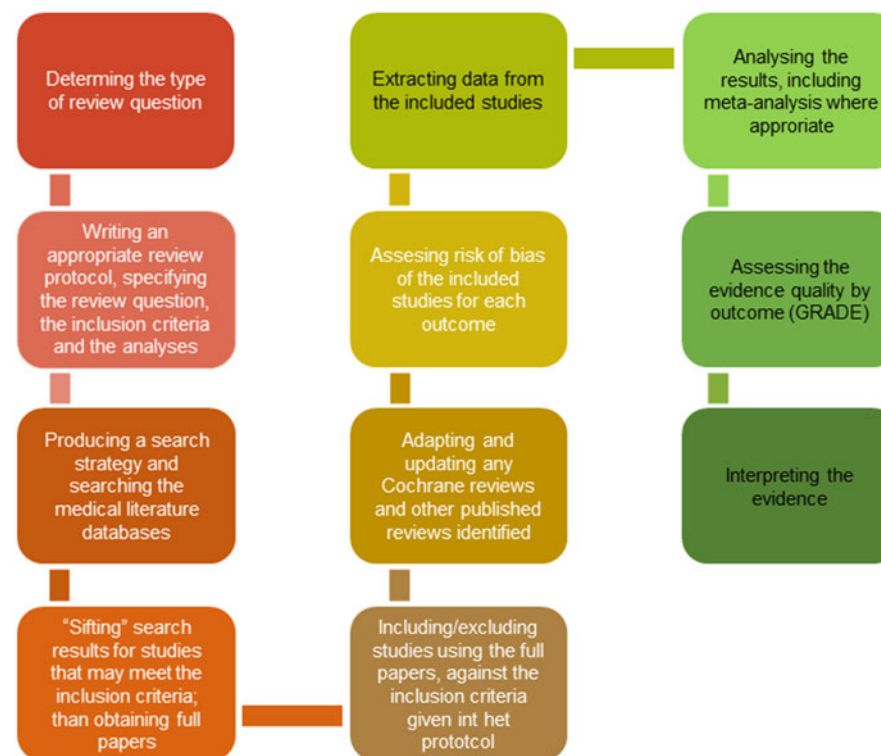 Determining the type
of review question
Writing an
appropriate review
protocol, specifying
the review question,
the inclusion criteria
and the analyses
Producing a search
strategy and
searching the
medical literature
databases
“Sifting” search
results for studies
that may meet the
inclusion criteria;
than obtaining full
papers
Including/excluding
studies using the full
papers, against the
inclusion criteria
given int het
prototcol
Adapting and
updating any
Cochrane reviews
and other published
reviews identified
Assesing risk of bias
of the included
studies for each
outcome
Extracting data from
the included studies
Analysing the
results, including
meta-analysis where
approriate
Assessing the
evidence quality by
outcome (GRADE)
Interpreting the
evidence